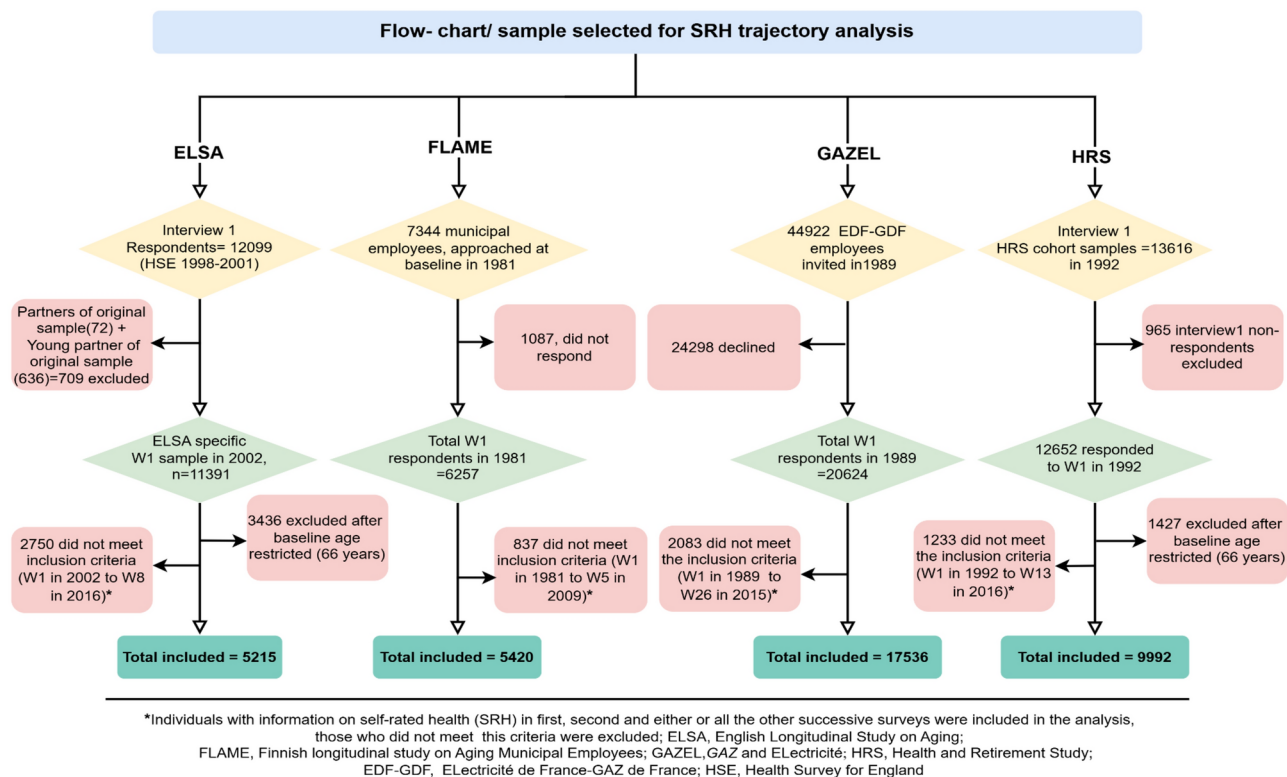 Flow- chart/ sample selected for SRH trajectory analysis
ELSA
FLAME
GAZEL
HRS
Interview 1
Respondents= 12099
(HSE 1998-2001)
7344 municipal
employees, approached at
baseline in 1981
44922 EDF-GDF
employees
invited in1989
Interview 1
HRS cohort samples =13616
in 1992
Partners of original
sample(72) +
Young partner of
original sample
(636)=709 excluded
1087, did not
respond
24298 declined
965 interview1 non-
respondents
excluded
ELSA specific
W1 sample in 2002,
n=11391
Total W1
respondents in 1981
=6257
Total W1
respondents in 1989
=20624
12652 responded
to W1 in 1992
2750 did not meet
inclusion criteria
(W1 in 2002 to W8
in 2016)*
3436 excluded after
baseline age
restricted (66 years)
837 did not meet
inclusion criteria (W1
in 1981 to W5 in
2009)*
2083 did not meet
the inclusion criteria
(W1 in 1989 to
W26 in 2015)*
1233 did not meet
the inclusion criteria
(W1 in 1992 to W13
in 2016)*
1427 excluded after
baseline age
restricted (66 years)
Total included = 5215
Total included = 5420
Total included = 17536
Total included = 9992
*Individuals with information on self-rated health (SRH) in first, second and either or all the other successive surveys were included in the analysis,
those who did not meet this criteria were excluded; ELSA, English Longitudinal Study on Aging;
FLAME, Finnish longitudinal study on Aging Municipal Employees; GAZEL,GAZ and ELectricité; HRS, Health and Retirement Study;
EDF-GDF, ELectricité de France-GAZ de France; HSE, Health Survey for England